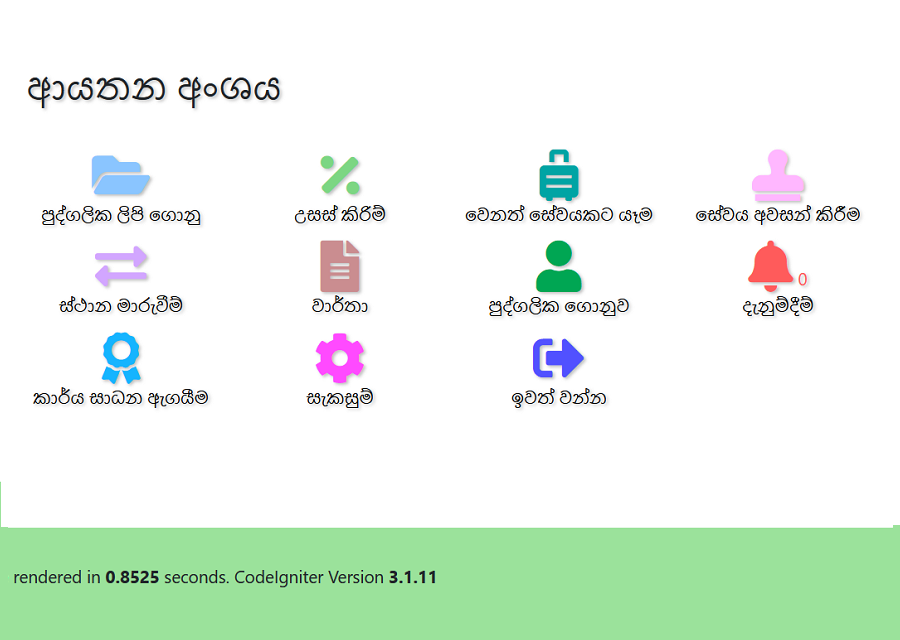 ආයතන අංශය
පුද්ගලික ලිපි ගොනු
උසස් කිරීම්
වෙනත් සේවයකට යෑම
සේවය අවසන් කිරීම
ස්ථාන මාරුවීම්
වාර්තා
පුද්ගලික ගොනුව
0
දැනුම්දීම්
කාර්ය සාධන ඇගයීම
සැකසුම්
ඉවත් වන්න
rendered in 0.8525 seconds. CodeIgniter Version 3.1.11